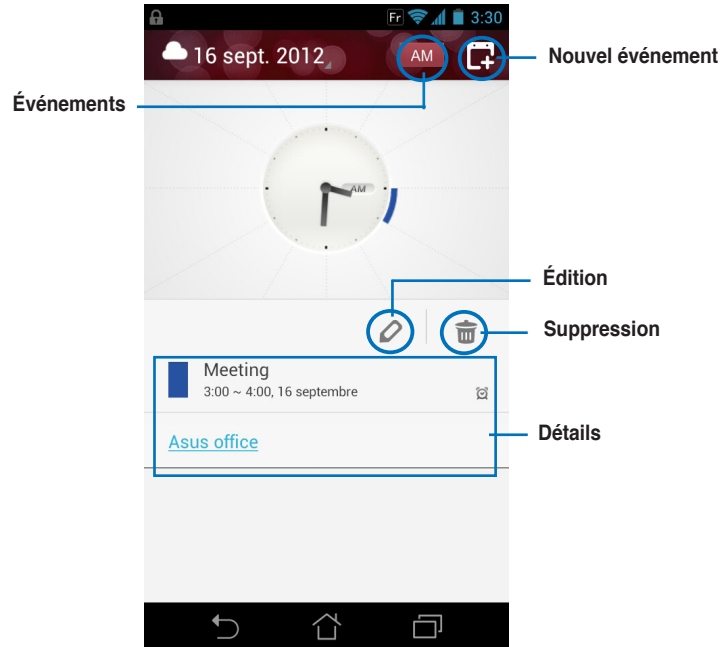 Fr 3:30
16 sept. 2012 AM
Nouvel événement
Événements
AM
Édition
Suppression
Meeting
3:00 ~ 4:00, 16 septembre
Détails
Asus office